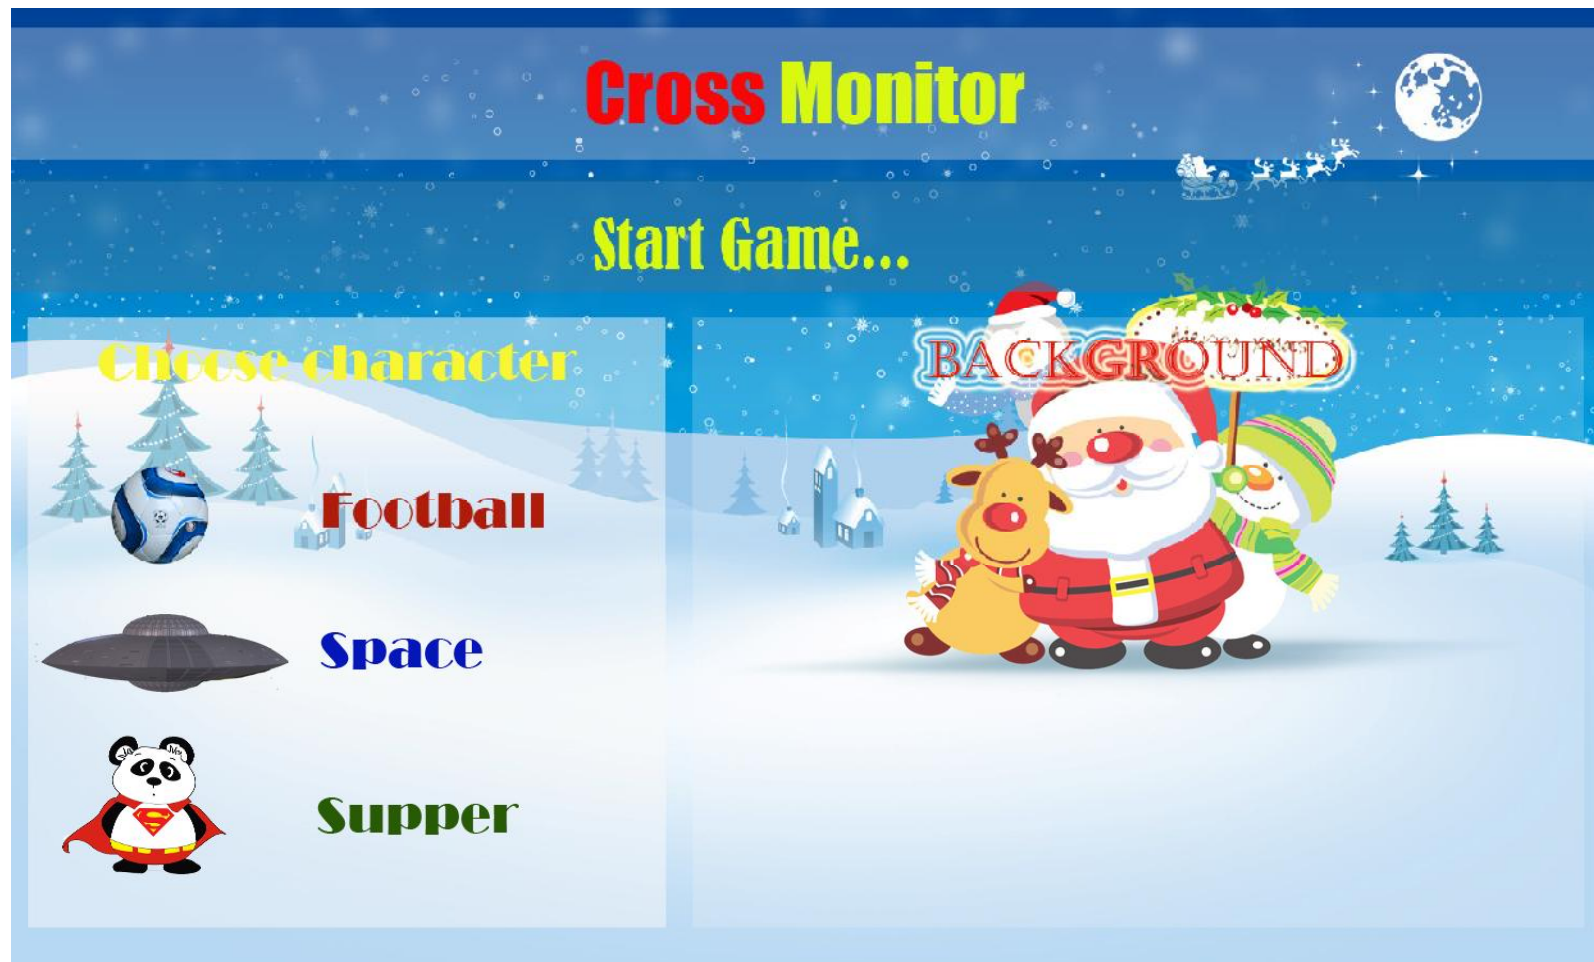 Cross Monitor
Start Game...
Choose character
BACKGROUND
Football
Space
Supper